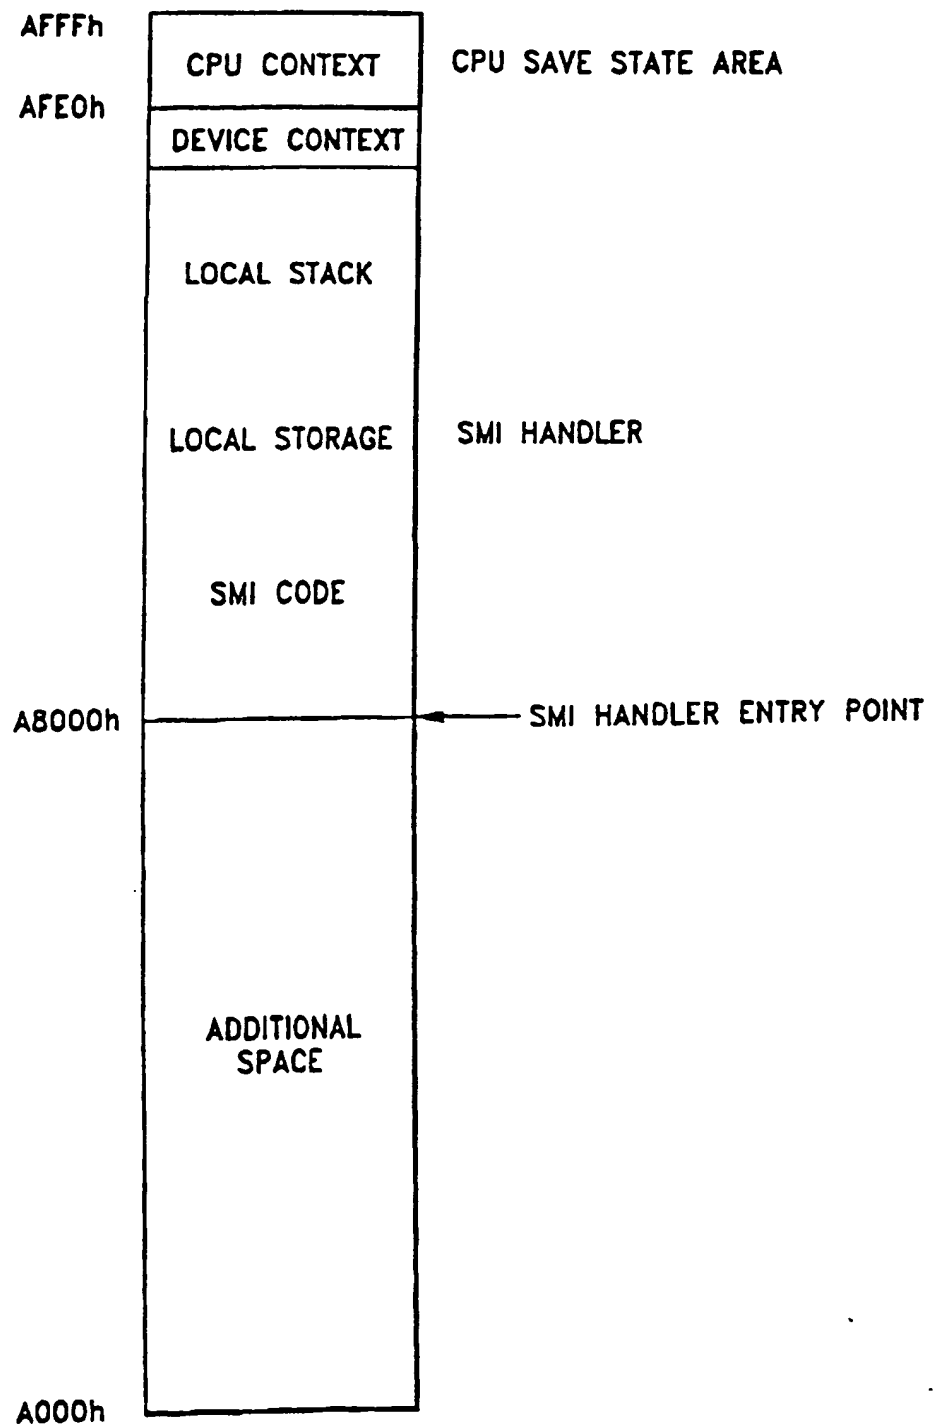 AFFFh
CPU CONTEXT
CPU SAVE STATE AREA
AFE0h
DEVICE CONTEXT
LOCAL STACK
LOCAL STORAGE
SMI HANDLER
SMI CODE
A8000h
SMI HANDLER ENTRY POINT
ADDITIONAL
SPACE
A000h